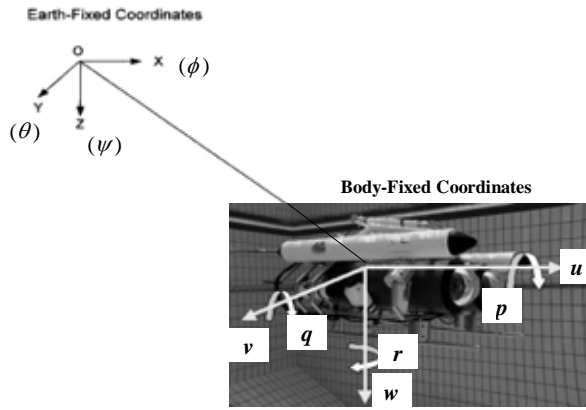 Earth-Fixed Coordinates
O
X (ϕ)
Y
(θ)
Z
(ψ)
Body-Fixed Coordinates
u
p
v
q
r
w